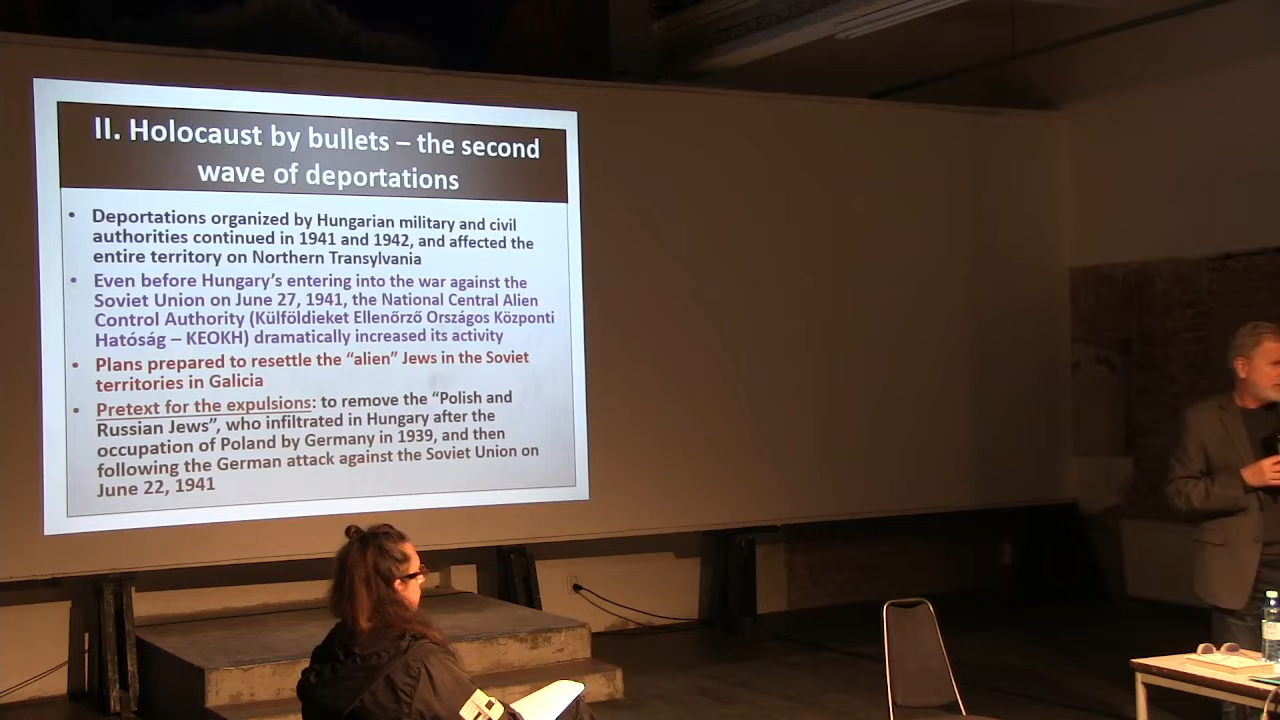 II. Holocaust by bullets – the second
wave of deportations
• Deportations organized by Hungarian military and civil
authorities continued in 1941 and 1942, and affected the
entire territory on Northern Transylvania
• Even before Hungary's entering into the war against the
Soviet Union on June 27, 1941, the National Central Alien
Control Authority (Külföldieket Ellenőrző Országos Központi
Hatóság – KEOKH) dramatically increased its activity
• Plans prepared to resettle the “alien” Jews in the Soviet
territories in Galicia
• Pretext for the expulsions: to remove the “Polish and
Russian Jews”, who infiltrated in Hungary after the
occupation of Poland by Germany in 1939, and then
following the German attack against the Soviet Union on
June 22, 1941